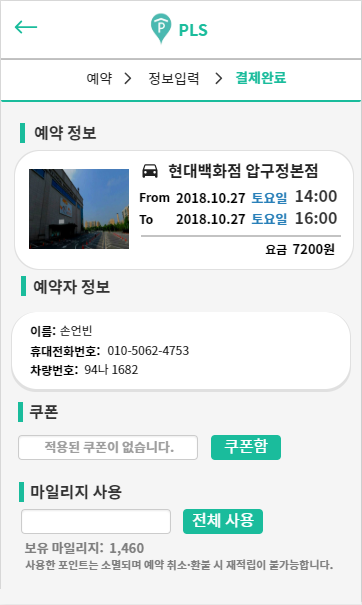 PLS
예약 > 정보입력 > 결제완료
예약 정보
현대백화점 압구정본점
From 2018.10.27 토요일 14:00
To 2018.10.27 토요일 16:00
요금 7200원
예약자 정보
이름: 손언빈
휴대전화번호: 010-5062-4753
차량번호: 94나 1682
쿠폰
적용된 쿠폰이 없습니다. 쿠폰함
마일리지 사용
전체 사용
보유 마일리지: 1,460
사용한 포인트는 소멸되며 예약 취소·환불 시 재적립이 불가능합니다.